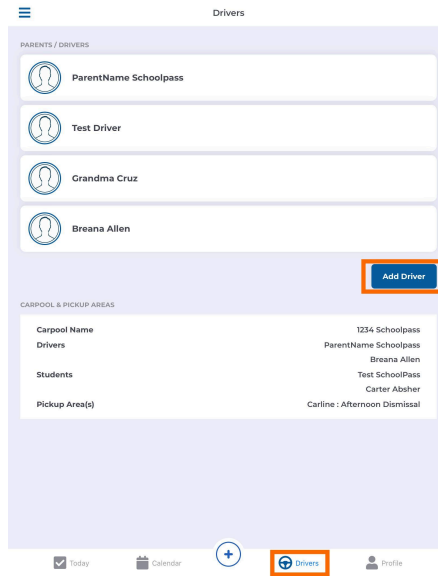 Drivers
PARENTS / DRIVERS
ParentName Schoolpass
Test Driver
Grandma Cruz
Breana Allen
Add Driver
CARPOOL & PICKUP AREAS
Carpool Name 1234 Schoolpass
Drivers ParentName Schoolpass
Breana Allen
Students Test SchoolPass
Carter Absher
Pickup Area(s) Carline : Afternoon Dismissal
Today Calendar + Drivers Profile